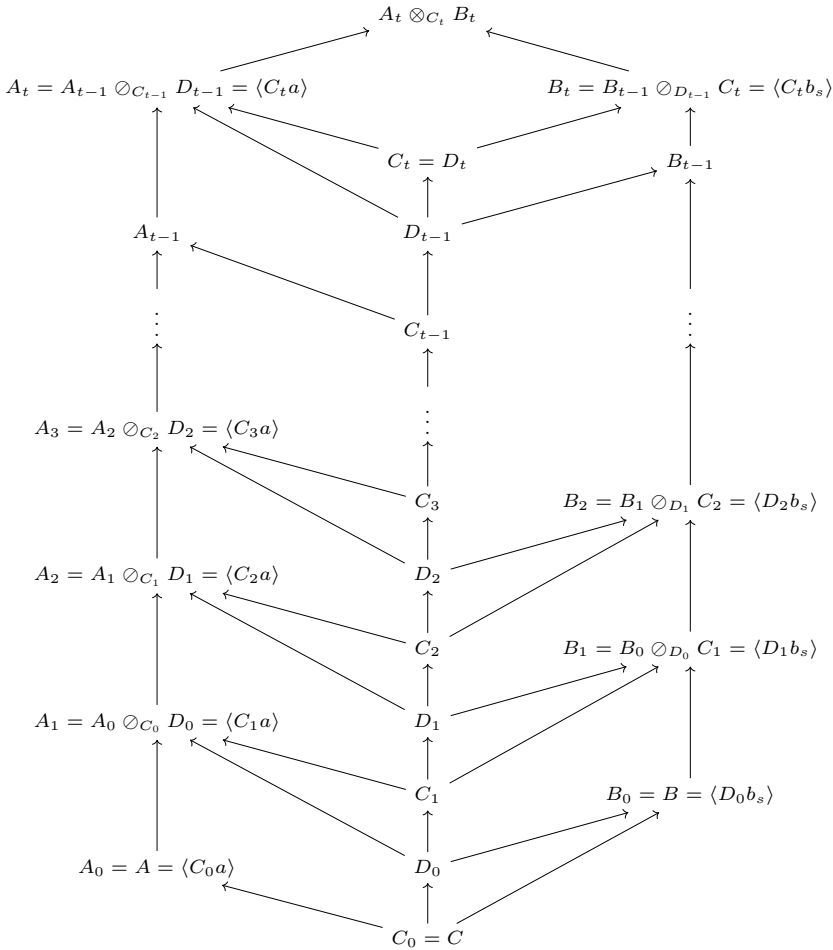 A_t ⊗_{C_t} B_t
A_t = A_{t−1} ⊘_{C_{t−1}} D_{t−1} = ⟨C_t a⟩ B_t = B_{t−1} ⊘_{D_{t−1}} C_t = ⟨C_t b_s⟩
C_t = D_t B_{t−1}
A_{t−1} D_{t−1}
⋮ C_{t−1} ⋮
A_3 = A_2 ⊘_{C_2} D_2 = ⟨C_3 a⟩ ⋮
C_3 B_2 = B_1 ⊘_{D_1} C_2 = ⟨D_2 b_s⟩
A_2 = A_1 ⊘_{C_1} D_1 = ⟨C_2 a⟩ D_2
C_2 B_1 = B_0 ⊘_{D_0} C_1 = ⟨D_1 b_s⟩
A_1 = A_0 ⊘_{C_0} D_0 = ⟨C_1 a⟩ D_1
C_1 B_0 = B = ⟨D_0 b_s⟩
A_0 = A = ⟨C_0 a⟩ D_0
C_0 = C